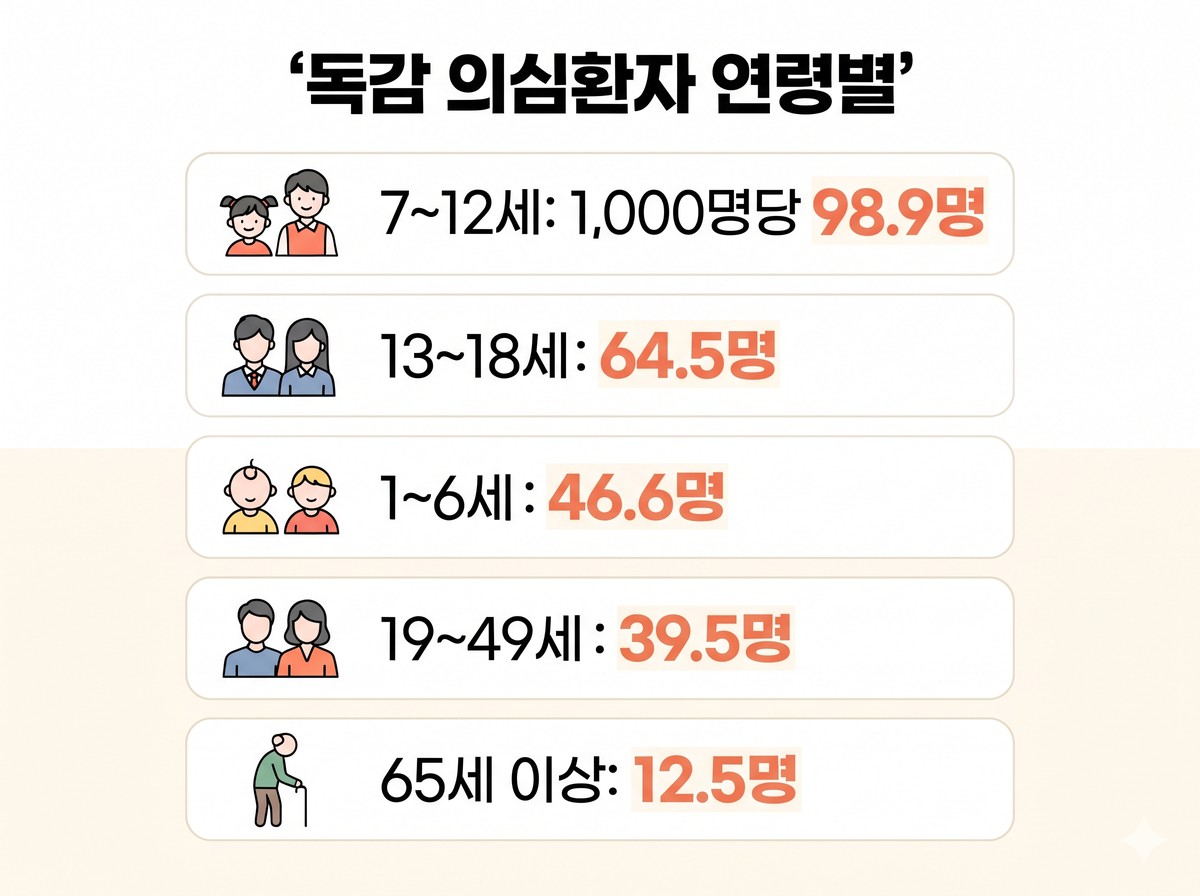 ‘독감 의심환자 연령별’
7~12세: 1,000명당 98.9명
13~18세: 64.5명
1~6세: 46.6명
19~49세: 39.5명
65세 이상: 12.5명